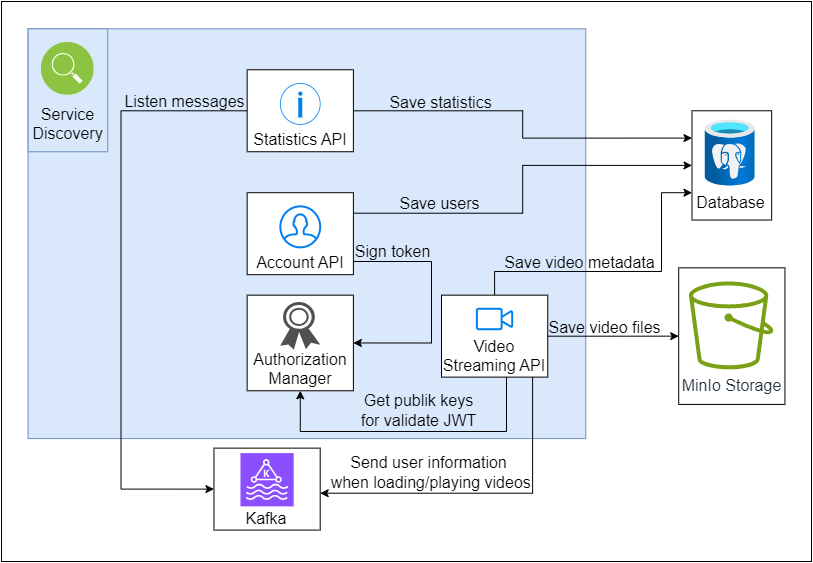 Service
Discovery
Listen messages
Statistics API
Save statistics
Database
Account API
Save users
Sign token
Save video metadata
Authorization
Manager
Video
Streaming API
Save video files
MinIo Storage
Get publik keys
for validate JWT
K
Kafka
Send user information
when loading/playing videos